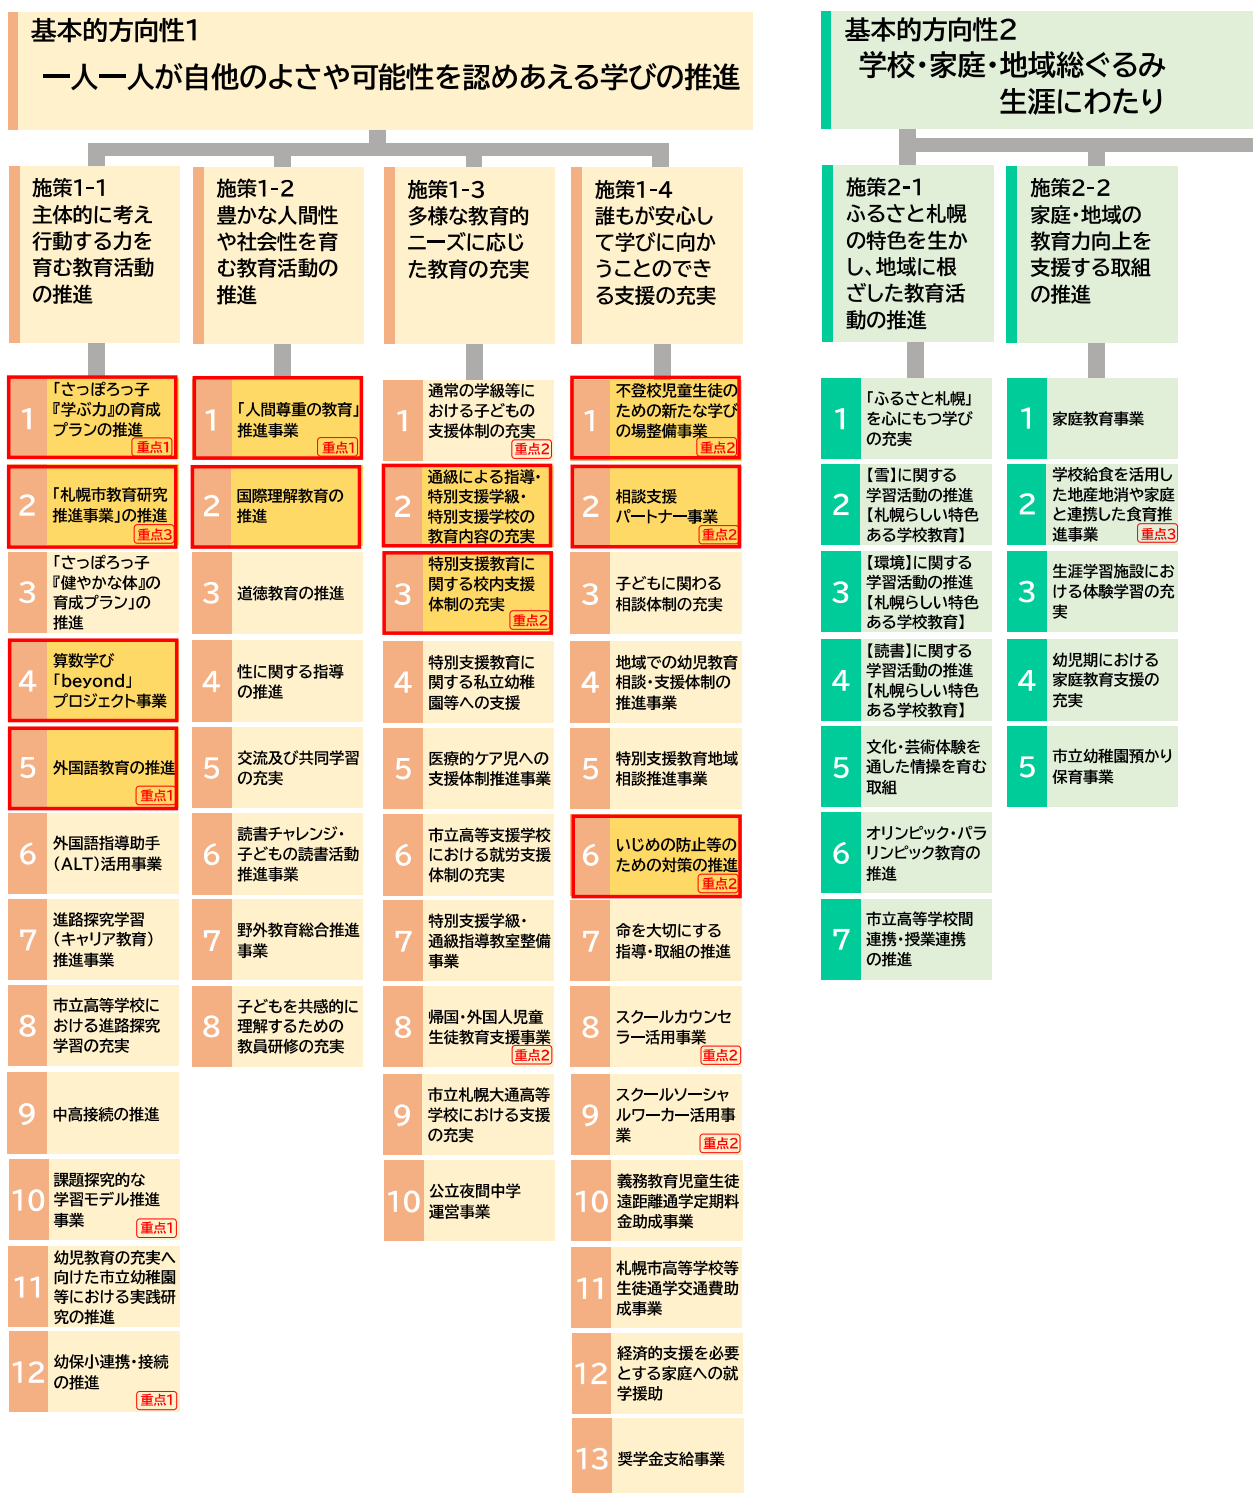 基本的方向性1
一人一人が自他のよさや可能性を認めあえる学びの推進
施策1-1
主体的に考え
行動する力を
育む教育活動
の推進
1
「さっぽろっ子
『学ぶ力』の育成
プランの推進
重点1
2
「札幌市教育研究
推進事業」の推進
重点3
3
「さっぽろっ子
『健やかな体』の
育成プラン」の
推進
4
算数学び
「beyond」
プロジェクト事業
5
外国語教育の推進
重点1
6
外国語指導助手
(ALT)活用事業
7
進路探究学習
(キャリア教育)
推進事業
8
市立高等学校に
おける進路探究
学習の充実
9
中高接続の推進
10
課題探究的な
学習モデル推進
事業
重点1
11
幼児教育の充実へ
向けた市立幼稚園
等における実践研
究の推進
12
幼保小連携・接続
の推進
重点1
施策1-2
豊かな人間性
や社会性を育
む教育活動の
推進
1
「人間尊重の教育」
推進事業
重点1
2
国際理解教育の
推進
3
道徳教育の推進
4
性に関する指導
の推進
5
交流及び共同学習
の充実
6
読書チャレンジ・
子どもの読書活動
推進事業
7
野外教育総合推進
事業
8
子どもを共感的に
理解するための
教員研修の充実
施策1-3
多様な教育的
ニーズに応じ
た教育の充実
1
通常の学級等に
おける子どもの
支援体制の充実
重点2
2
通級による指導・
特別支援学級・
特別支援学校の
教育内容の充実
3
特別支援教育に
関する校内支援
体制の充実
重点2
4
特別支援教育に
関する私立幼稚
園等への支援
5
医療的ケア児への
支援体制推進事業
6
市立高等支援学校
における就労支援
体制の充実
7
特別支援学級・
通級指導教室整備
事業
8
帰国・外国人児童
生徒教育支援事業
重点2
9
市立札幌大通高等
学校における支援
の充実
10
公立夜間中学
運営事業
施策1-4
誰もが安心し
て学びに向か
うことのでき
る支援の充実
1
不登校児童生徒の
ための新たな学び
の場整備事業
重点2
2
相談支援
パートナー事業
重点2
3
子どもに関わる
相談体制の充実
4
地域での幼児教育
相談・支援体制の
推進事業
5
特別支援教育地域
相談推進事業
6
いじめの防止等の
ための対策の推進
重点2
7
命を大切にする
指導・取組の推進
8
スクールカウンセ
ラー活用事業
重点2
9
スクールソーシャ
ルワーカー活用事
業
重点2
10
義務教育児童生徒
遠距離通学定期料
金助成事業
11
札幌市高等学校等
生徒通学交通費助
成事業
12
経済的支援を必要
とする家庭への就
学援助
13
奨学金支給事業
基本的方向性2
学校・家庭・地域総ぐるみ
生涯にわたり
施策2-1
ふるさと札幌
の特色を生か
し、地域に根
ざした教育活
動の推進
1
「ふるさと札幌」
を心にもつ学び
の充実
2
【雪】に関する
学習活動の推進
【札幌らしい特色
ある学校教育】
3
【環境】に関する
学習活動の推進
【札幌らしい特色
ある学校教育】
4
【読書】に関する
学習活動の推進
【札幌らしい特色
ある学校教育】
5
文化・芸術体験を
通した情操を育む
取組
6
オリンピック・パラ
リンピック教育の
推進
7
市立高等学校間
連携・授業連携
の推進
施策2-2
家庭・地域の
教育力向上を
支援する取組
の推進
1
家庭教育事業
2
学校給食を活用し
た地産地消や家庭
と連携した食育推
進事業
重点3
3
生涯学習施設にお
ける体験学習の充
実
4
幼児期における
家庭教育支援の
充実
5
市立幼稚園預かり
保育事業